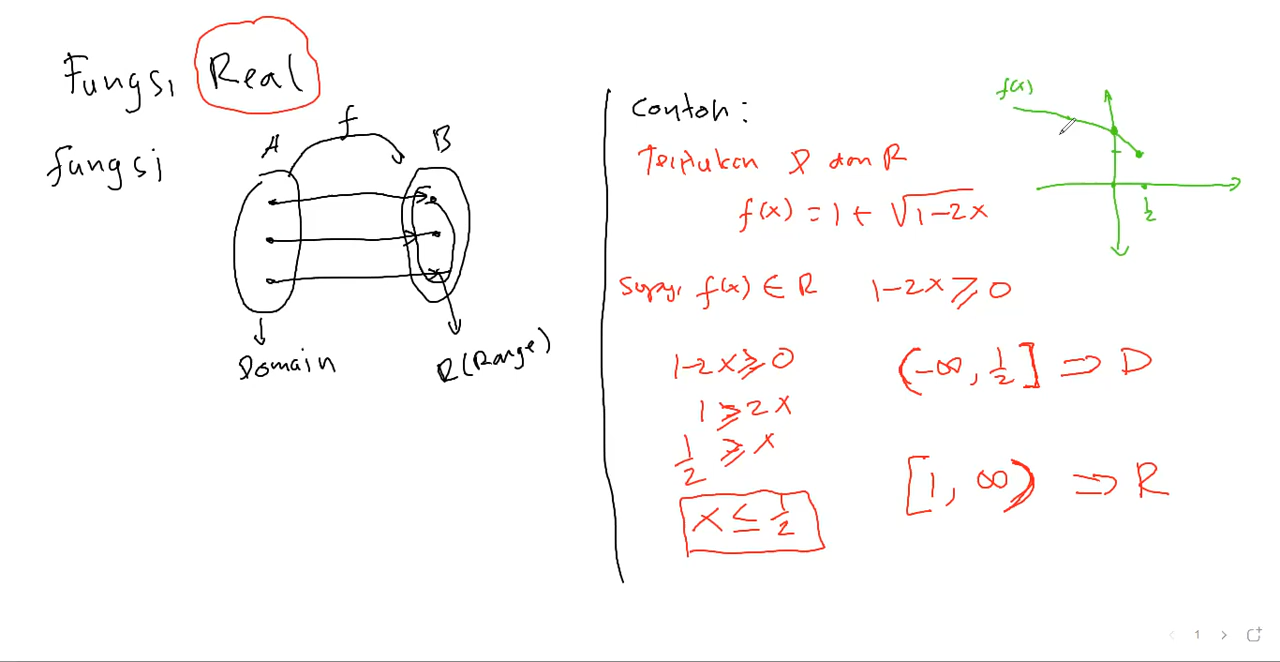 Fungsi Real
fungsi
A
f
B
Domain
R (Range)
Contoh :
Tentukan D dan R
f(x) = 1 + √1-2x
Supaya f(x) ∈ R 1-2x ≥ 0
1-2x ≥ 0
1 ≥ 2x
1/2 ≥ x
x ≤ 1/2
(-∞, 1/2] ⇒ D
[1, ∞) ⇒ R
f(x)
1/2
1